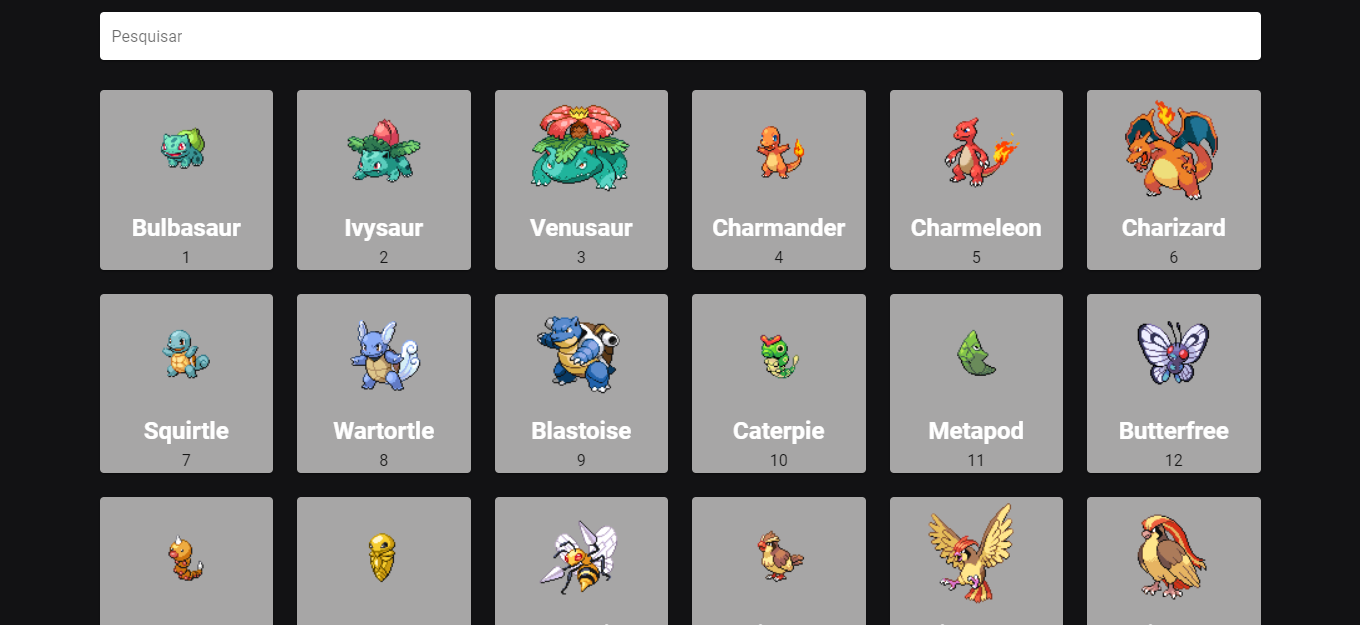 Pesquisar
Bulbasaur
1
Ivysaur
2
Venusaur
3
Charmander
4
Charmeleon
5
Charizard
6
Squirtle
7
Wartortle
8
Blastoise
9
Caterpie
10
Metapod
11
Butterfree
12